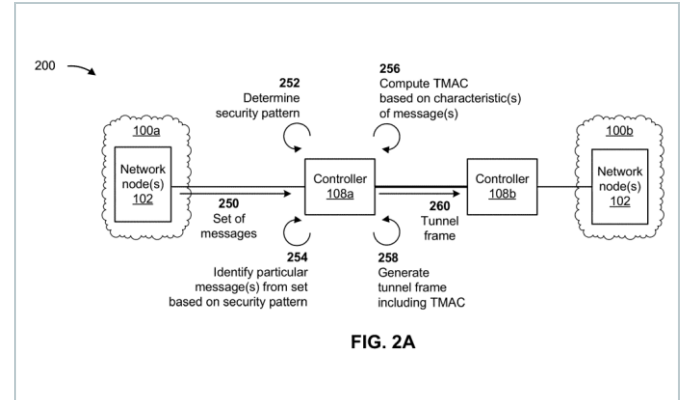 200
252
Determine
security pattern
256
Compute TMAC
based on characteristic(s)
of message(s)
100a
Network
node(s)
102
250
Set of
messages
Controller
108a
260
Tunnel
frame
Controller
108b
100b
Network
node(s)
102
254
Identify particular
message(s) from set
based on security pattern
258
Generate
tunnel frame
including TMAC
FIG. 2A